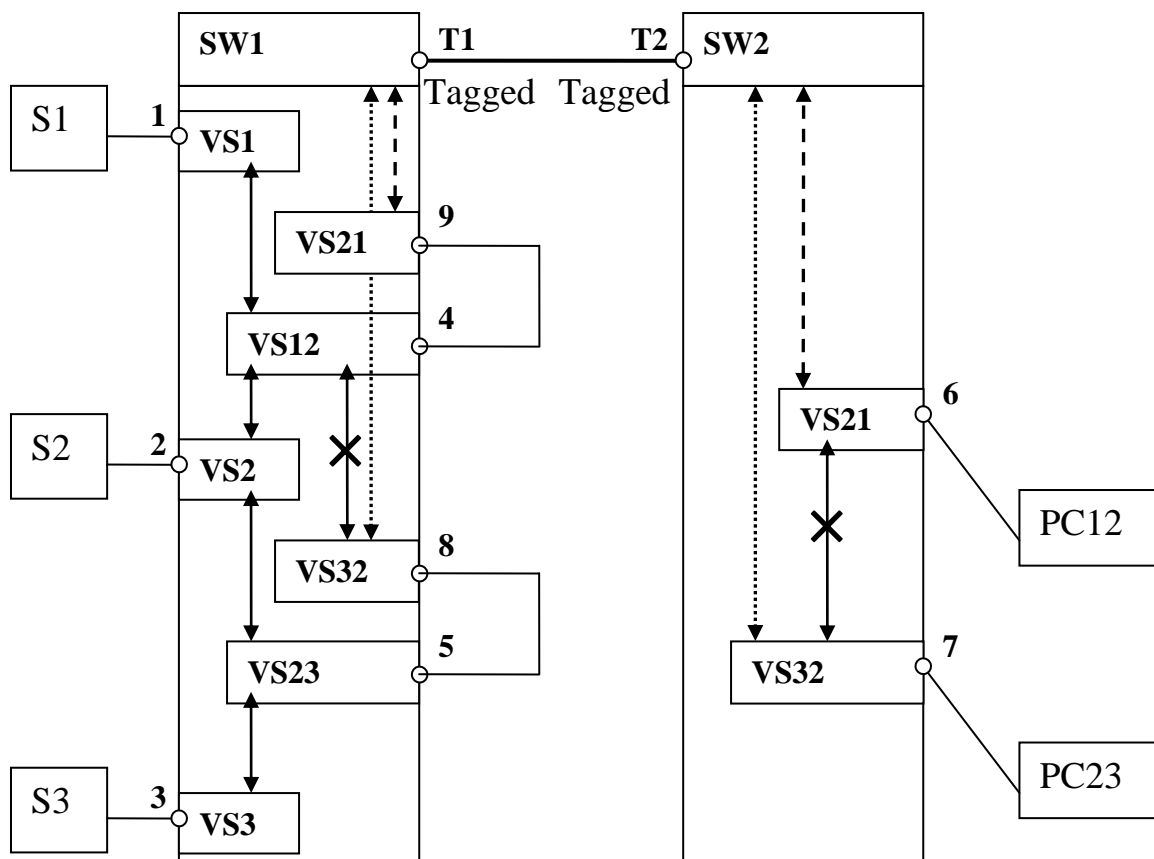 SW1
T1
T2
SW2
Tagged
Tagged
S1
1
VS1
9
VS21
4
VS12
6
VS21
S2
2
VS2
PC12
8
VS32
5
VS23
7
VS32
S3
3
VS3
PC23